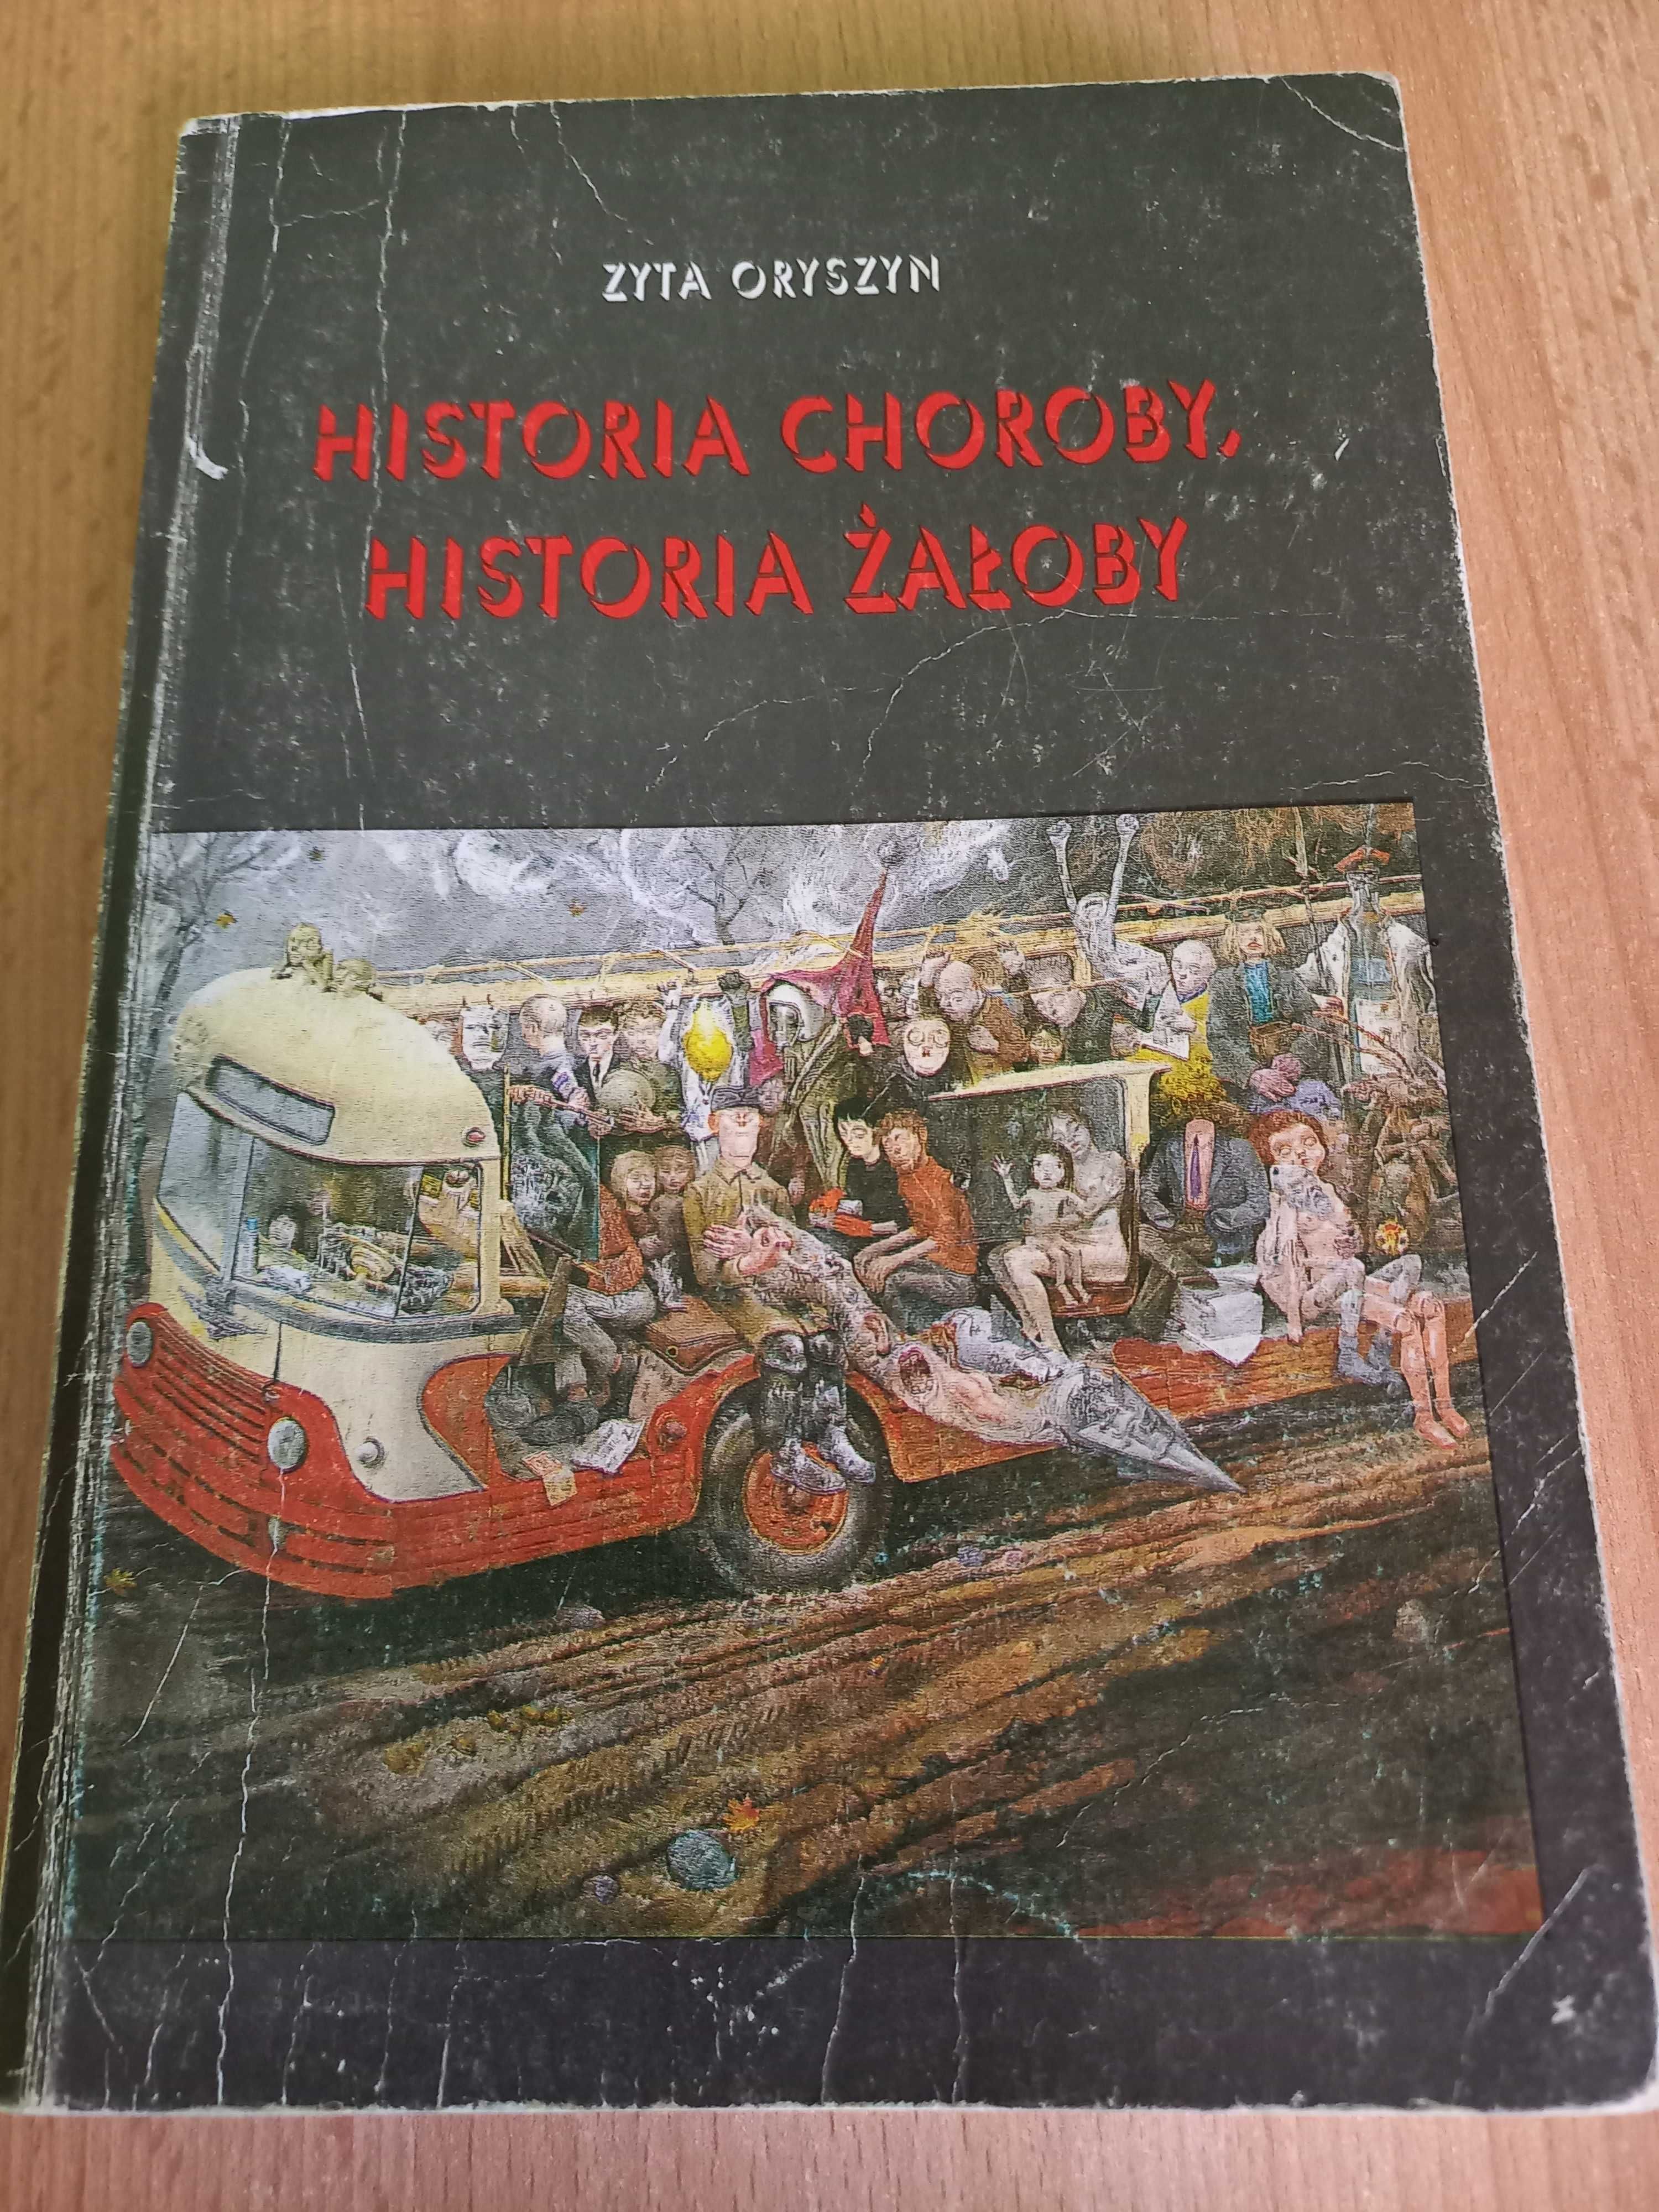 ZYTA ORYSZYN
HISTORIA CHOROBY,
HISTORIA ŻAŁOBY